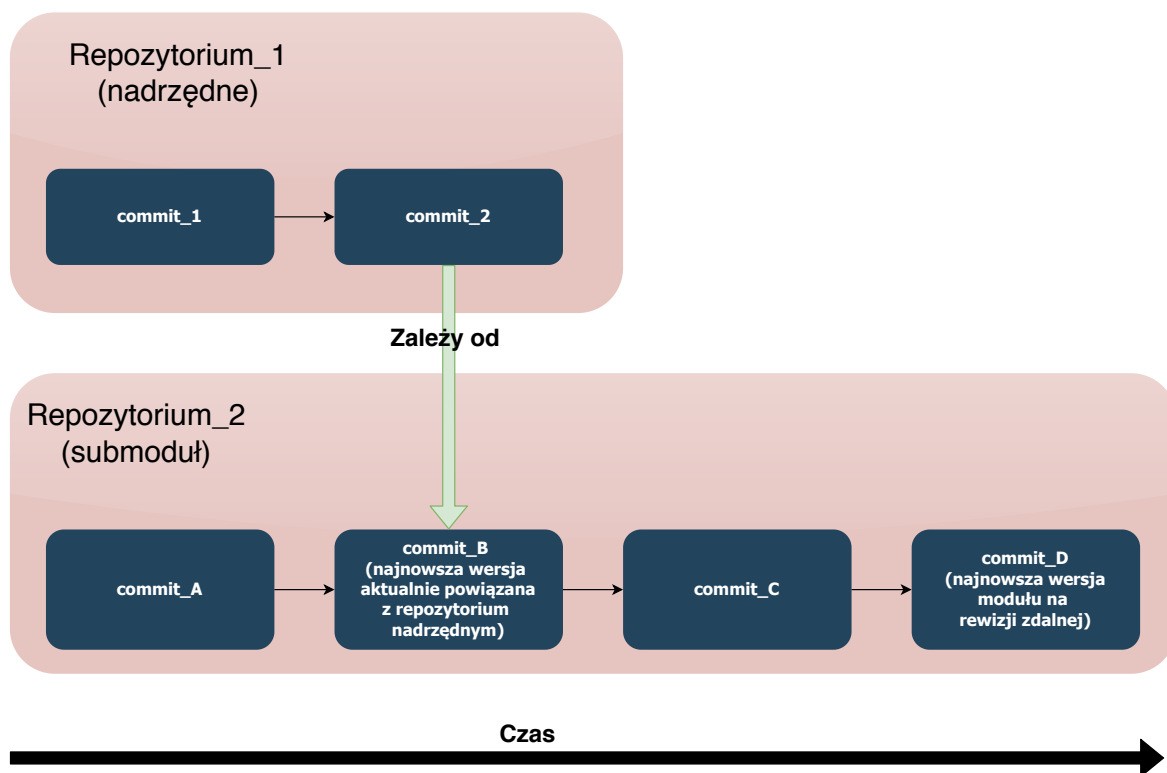 Repozytorium_1
(nadrzędne)
commit_1
commit_2
Zależy od
Repozytorium_2
(submoduł)
commit_A
commit_B
(najnowsza wersja
aktualnie powiązana
z repozytorium
nadrzędnym)
commit_C
commit_D
(najnowsza wersja
modułu na
rewizji zdalnej)
Czas